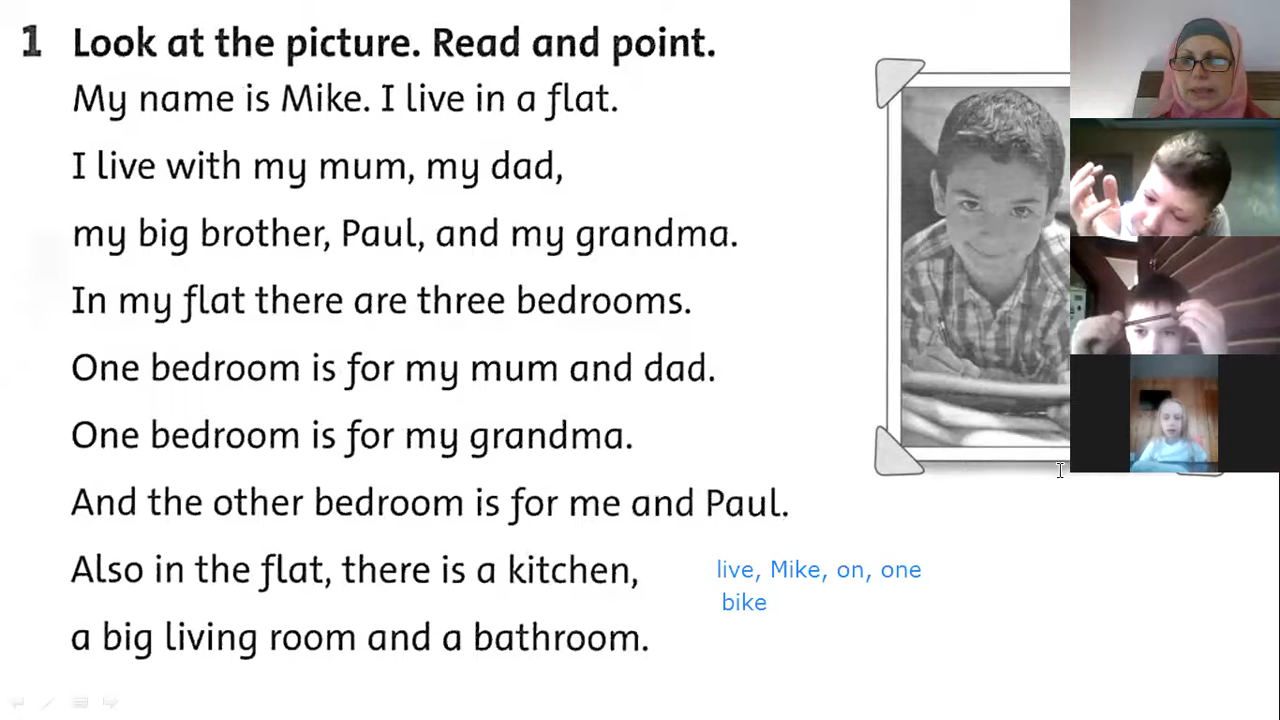 1 Look at the picture. Read and point.
My name is Mike. I live in a flat.
I live with my mum, my dad,
my big brother, Paul, and my grandma.
In my flat there are three bedrooms.
One bedroom is for my mum and dad.
One bedroom is for my grandma.
And the other bedroom is for me and Paul.
Also in the flat, there is a kitchen,
a big living room and a bathroom.
live, Mike, on, one
bike